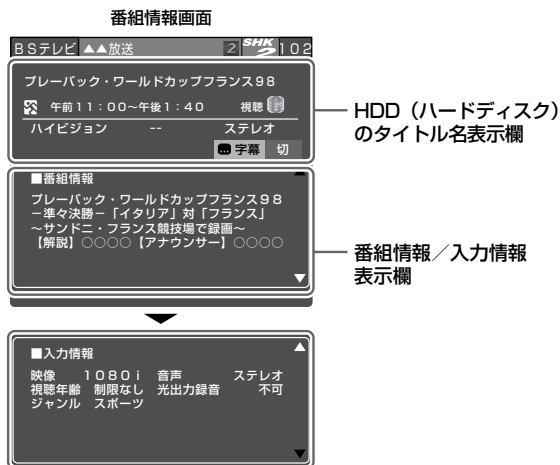 番組情報画面
BSテレビ ▲▲放送 2 SHK 2 102
プレーバック・ワールドカップフランス98
午前11:00〜午後1:40 視聴
ハイビジョン -- ステレオ
字幕 切
HDD（ハードディスク）
のタイトル名表示欄
■番組情報
プレーバック・ワールドカップフランス98
−準々決勝−「イタリア」対「フランス」
〜サンドニ・フランス競技場で録画〜
【解説】○○○○【アナウンサー】○○○○
番組情報／入力情報
表示欄
■入力情報
映像 1080i 音声 ステレオ
視聴年齢 制限なし 光出力録音 不可
ジャンル スポーツ